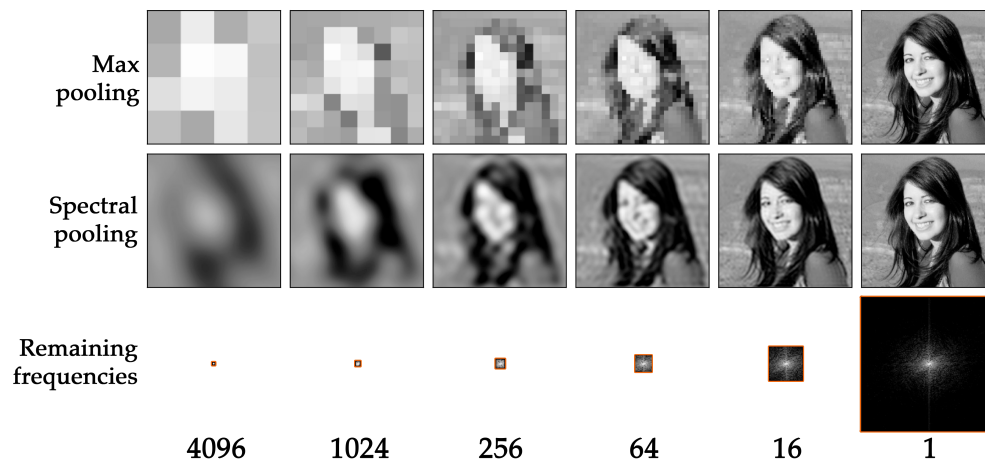 Max
pooling
Spectral
pooling
Remaining
frequencies
4096 1024 256 64 16 1